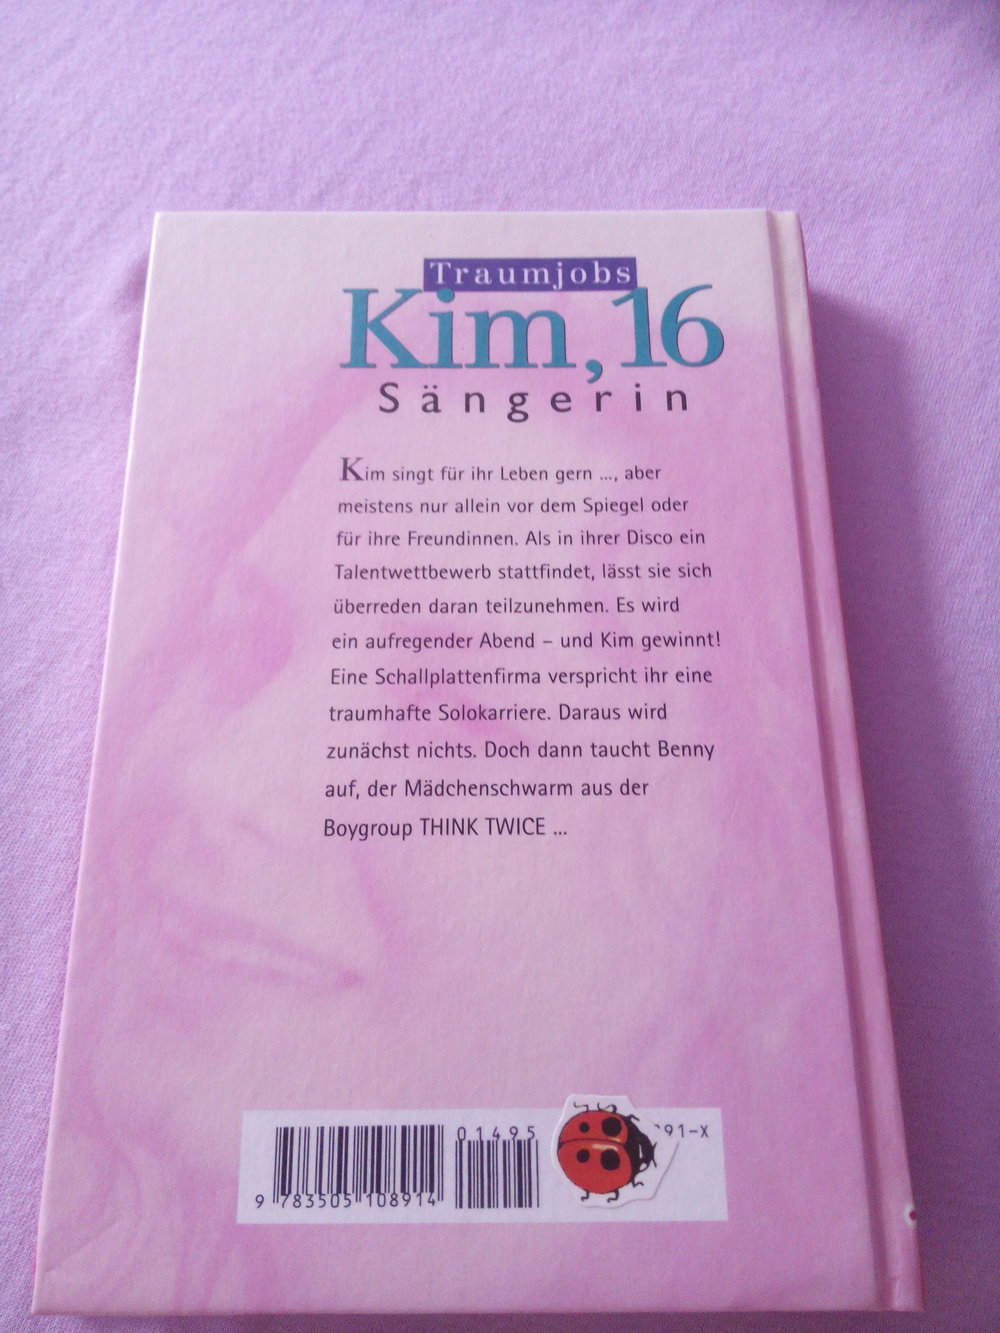 Traumjobs
Kim, 16
Sängerin
Kim singt für ihr Leben gern ..., aber
meistens nur allein vor dem Spiegel oder
für ihre Freundinnen. Als in ihrer Disco ein
Talentwettbewerb stattfindet, lässt sie sich
überreden daran teilzunehmen. Es wird
ein aufregender Abend – und Kim gewinnt!
Eine Schallplattenfirma verspricht ihr eine
traumhafte Solokarriere. Daraus wird
zunächst nichts. Doch dann taucht Benny
auf, der Mädchenschwarm aus der
Boygroup THINK TWICE ...
01495
91-X
9 783505 108914